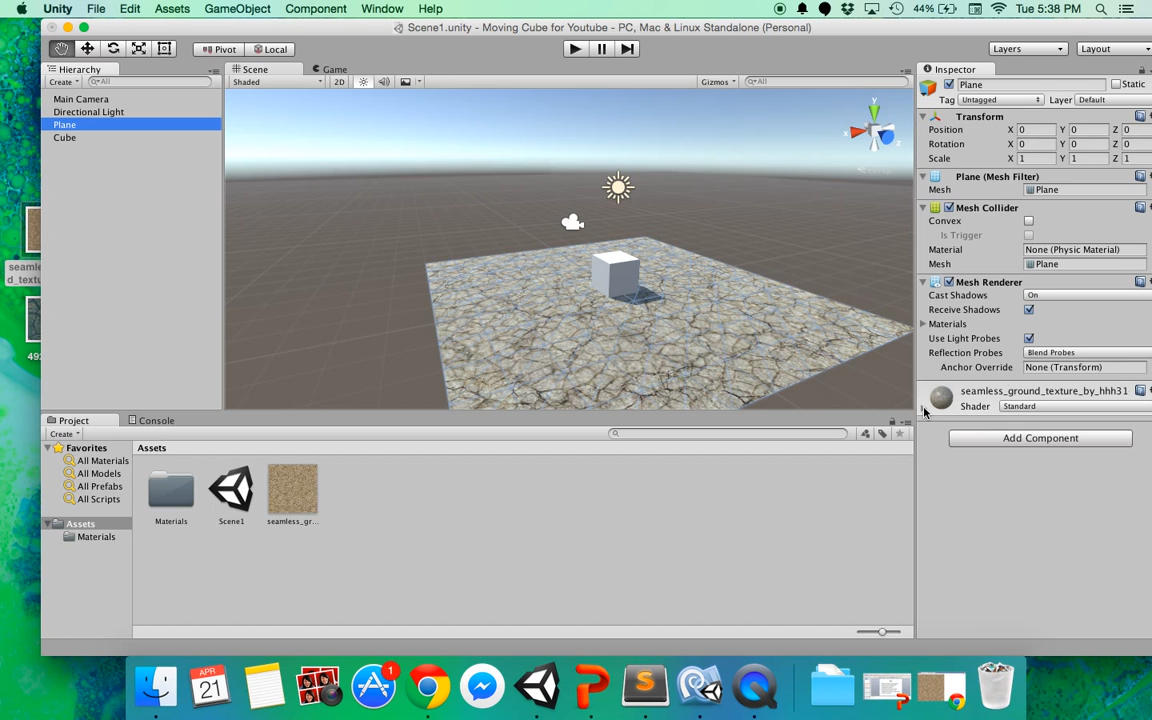 Unity File Edit Assets GameObject Component Window Help 44% Tue 5:38 PM
Scene1.unity - Moving Cube for Youtube - PC, Mac & Linux Standalone (Personal)
Pivot Local Layers Layout
Hierarchy Scene Game Inspector
Create All Shaded 2D Gizmos All Plane Static
Tag Untagged Layer Default
Main Camera
Directional Light
Plane
Cube
Transform
Position X 0 Y 0 Z 0
Rotation X 0 Y 0 Z 0
Scale X 1 Y 1 Z 1
y
x
z
Plane (Mesh Filter)
Mesh Plane
Mesh Collider
Convex
Is Trigger
Material None (Physic Material)
Mesh Plane
Mesh Renderer
Cast Shadows On
Receive Shadows
Materials
Use Light Probes
Reflection Probes Blend Probes
Anchor Override None (Transform)
seamless_ground_texture_by_hhh31
Shader Standard
Add Component
seam
d_textu
492
Project Console
Create
Favorites
All Materials
All Models
All Prefabs
All Scripts
Assets
Materials
Assets
Materials Scene1 seamless_gr...
APR
21
1